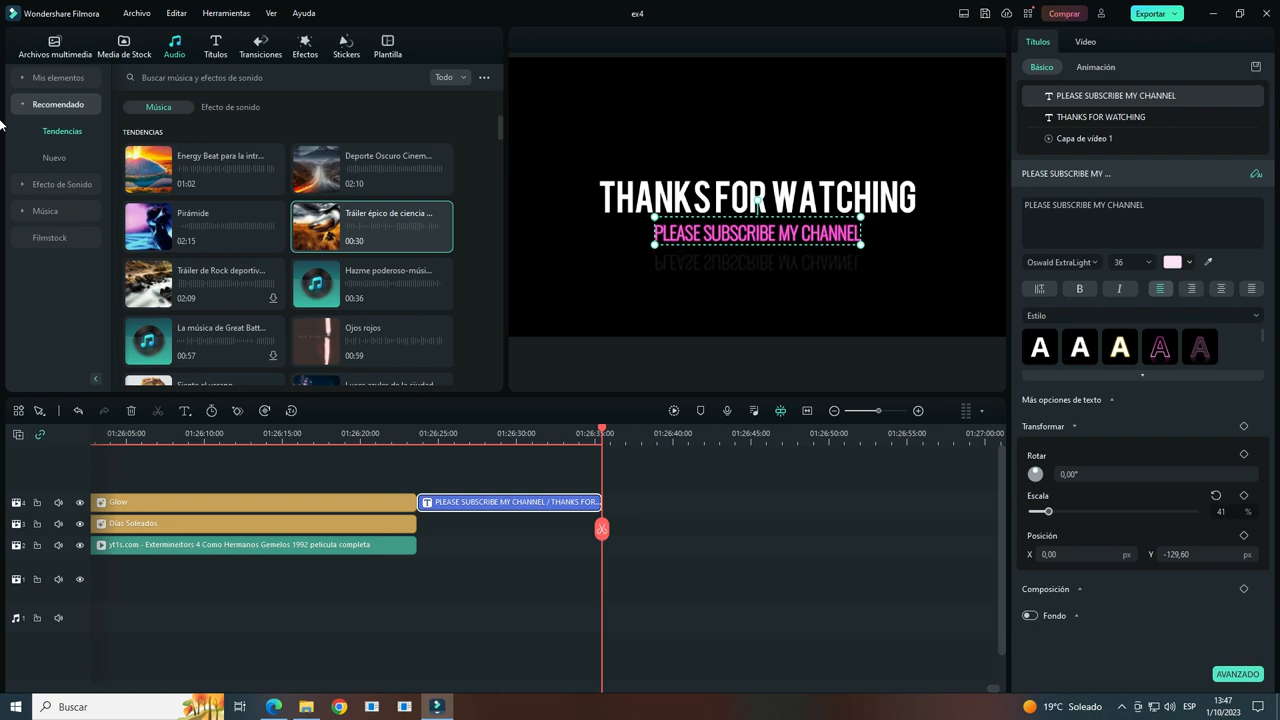 Wondershare Filmora
Archivo
Editar
Herramientas
Ver
Ayuda
ex4
Comprar
Exportar
Archivos multimedia
Media de Stock
Audio
Títulos
Transiciones
Efectos
Stickers
Plantilla
Mis elementos
Recomendado
Tendencias
Nuevo
Efecto de Sonido
Música
Filmstock
Buscar música y efectos de sonido
Todo
Música
Efecto de sonido
TENDENCIAS
Energy Beat para la intr...
01:02
Deporte Oscuro Cinem...
02:10
Pirámide
02:15
Tráiler épico de ciencia ...
00:30
Tráiler de Rock deportiv...
02:09
Hazme poderoso-músi...
00:36
La música de Great Batt...
00:57
Ojos rojos
00:59
THANKS FOR WATCHING
PLEASE SUBSCRIBE MY CHANNEL
Títulos
Vídeo
Básico
Animación
PLEASE SUBSCRIBE MY CHANNEL
THANKS FOR WATCHING
Capa de vídeo 1
PLEASE SUBSCRIBE MY ...
PLEASE SUBSCRIBE MY CHANNEL
Oswald ExtraLight
36
Estilo
Más opciones de texto
Transformar
Rotar
0,00°
Escala
41 %
Posición
X 0,00 px Y -129,60 px
Composición
Fondo
AVANZADO
01:26:05:00 01:26:10:00 01:26:15:00 01:26:20:00 01:26:25:00 01:26:30:00 01:26:35:00 01:26:40:00 01:26:45:00 01:26:50:00 01:26:55:00 01:27:00:00
4 Glow
PLEASE SUBSCRIBE MY CHANNEL / THANKS FOR...
3 Días Soleados
2 yt1s.com - Extermineitors 4 Como Hermanos Gemelos 1992 pelicula completa
1
1
Buscar
19°C Soleado
ESP
13:47
1/10/2023